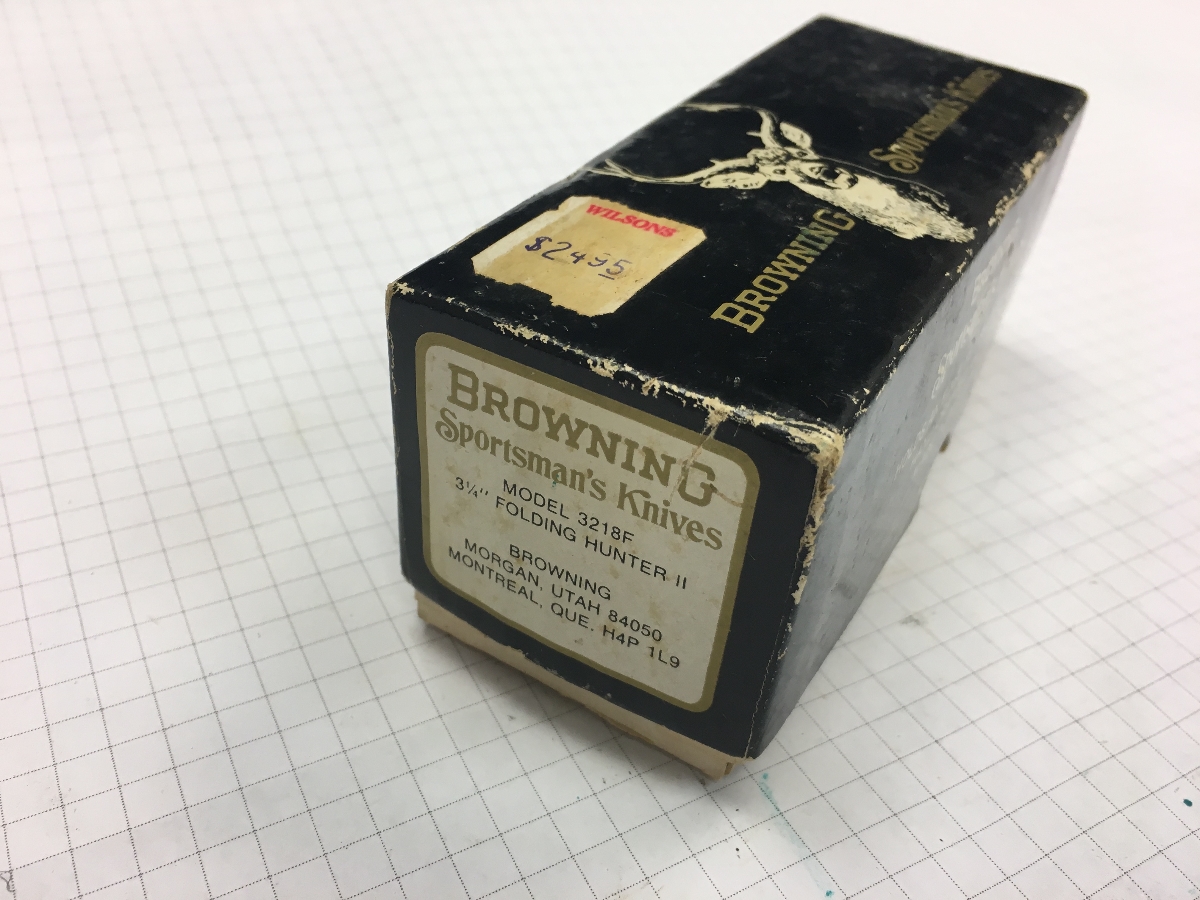 WILSONS
$24.95
BROWNING
Sportsman's Knives
BROWNING
Sportsman's Knives
MODEL 3218F
3¼" FOLDING HUNTER II
BROWNING
MORGAN, UTAH 84050
MONTREAL, QUE. H4P 1L9